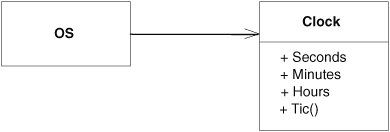 OS
Clock
+ Seconds
+ Minutes
+ Hours
+ Tic()